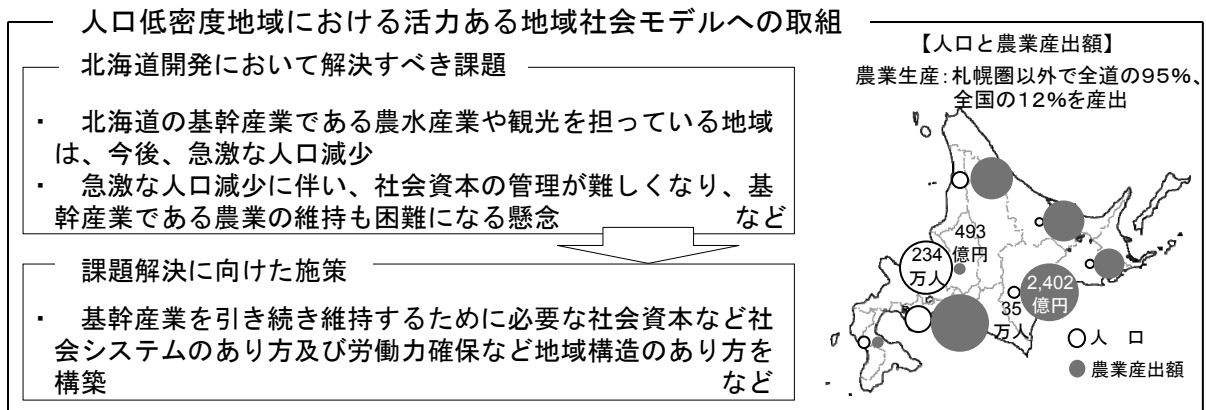 人口低密度地域における活力ある地域社会モデルへの取組
北海道開発において解決すべき課題
・　北海道の基幹産業である農水産業や観光を担っている地域
は、今後、急激な人口減少
・　急激な人口減少に伴い、社会資本の管理が難しくなり、基
幹産業である農業の維持も困難になる懸念　など
課題解決に向けた施策
・　基幹産業を引き続き維持するために必要な社会資本など社
会システムのあり方及び労働力確保など地域構造のあり方を
構築　など
【人口と農業産出額】
農業生産：札幌圏以外で全道の95%、
全国の12%を産出
493
億円
234
万人
2,402
億円
35
万人
人　口
農業産出額